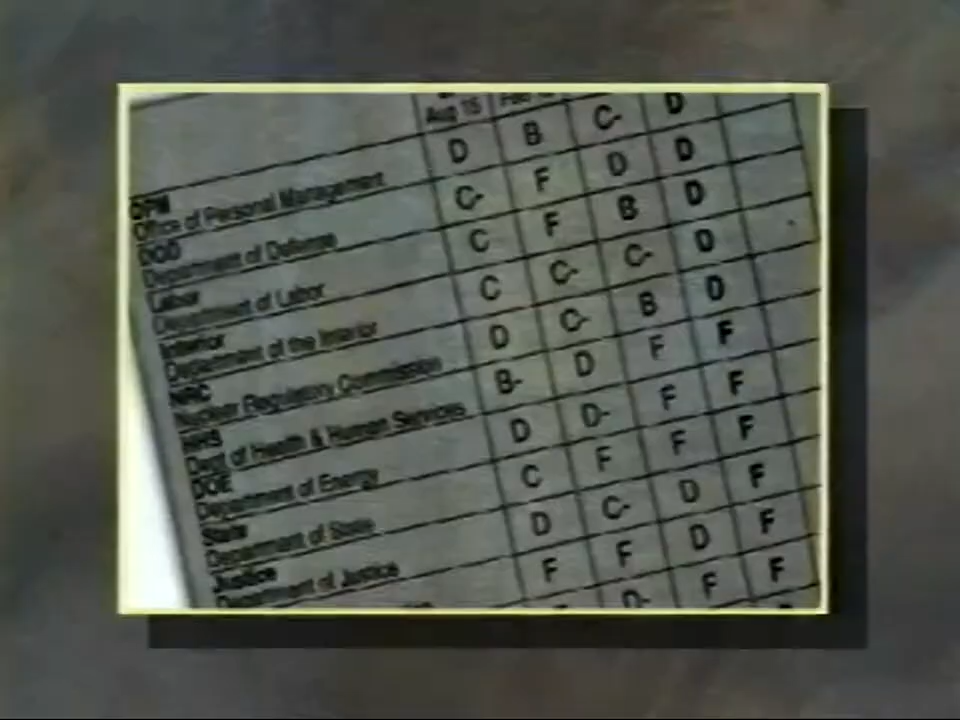 Aug 15
D B C- D
OPM
Office of Personal Management
C- F D D
DOD
Department of Defense
C F B D
Labor
Department of Labor
C C- C- D
Interior
Department of the Interior
D C- B D
NRC
Nuclear Regulatory Commission
B- D F F
HHS
Dept of Health & Human Services
D D- F F
DOE
Department of Energy
C F F F
State
Department of State
D C- D F
Justice
Department of Justice
F F D F
D- F F